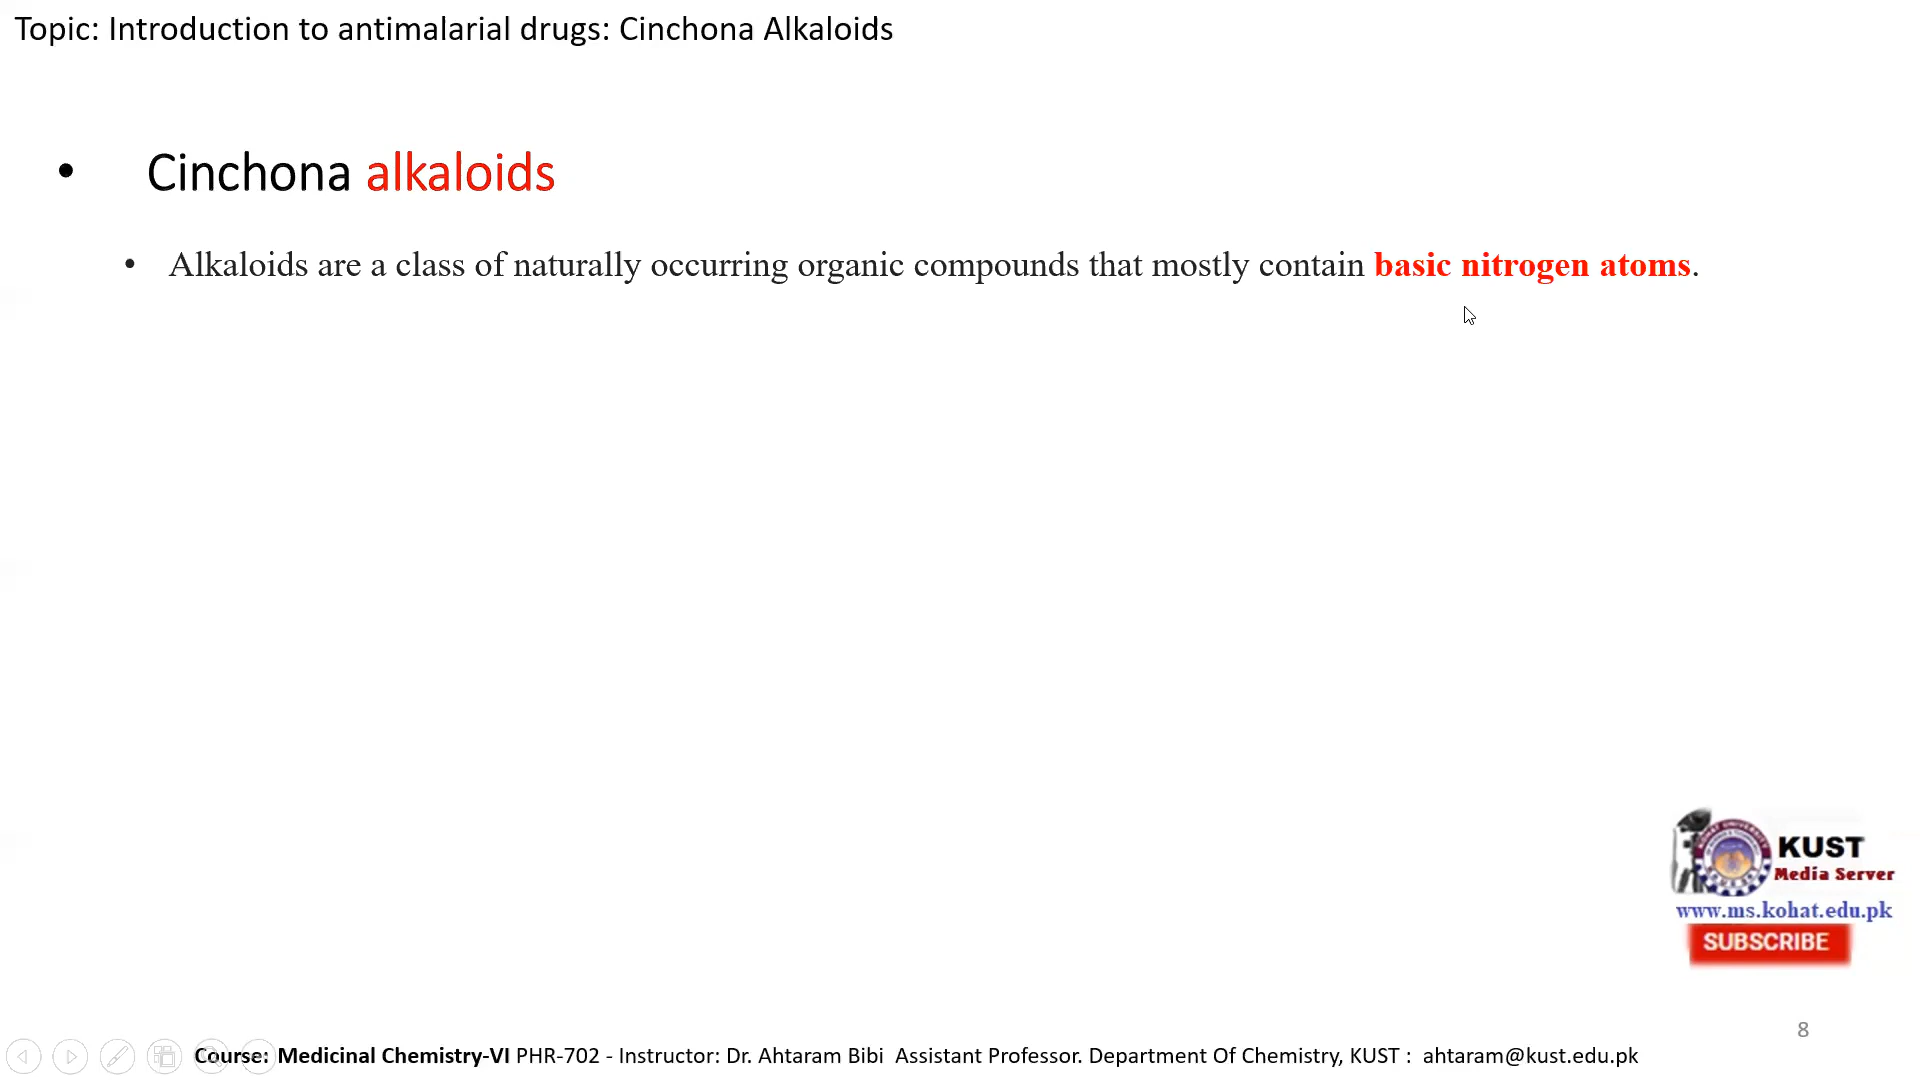 Topic: Introduction to antimalarial drugs: Cinchona Alkaloids
• Cinchona alkaloids
• Alkaloids are a class of naturally occurring organic compounds that mostly contain basic nitrogen atoms.
KUST
Media Server
www.ms.kohat.edu.pk
SUBSCRIBE
8
Course: Medicinal Chemistry-VI PHR-702 - Instructor: Dr. Ahtaram Bibi Assistant Professor. Department Of Chemistry, KUST : ahtaram@kust.edu.pk